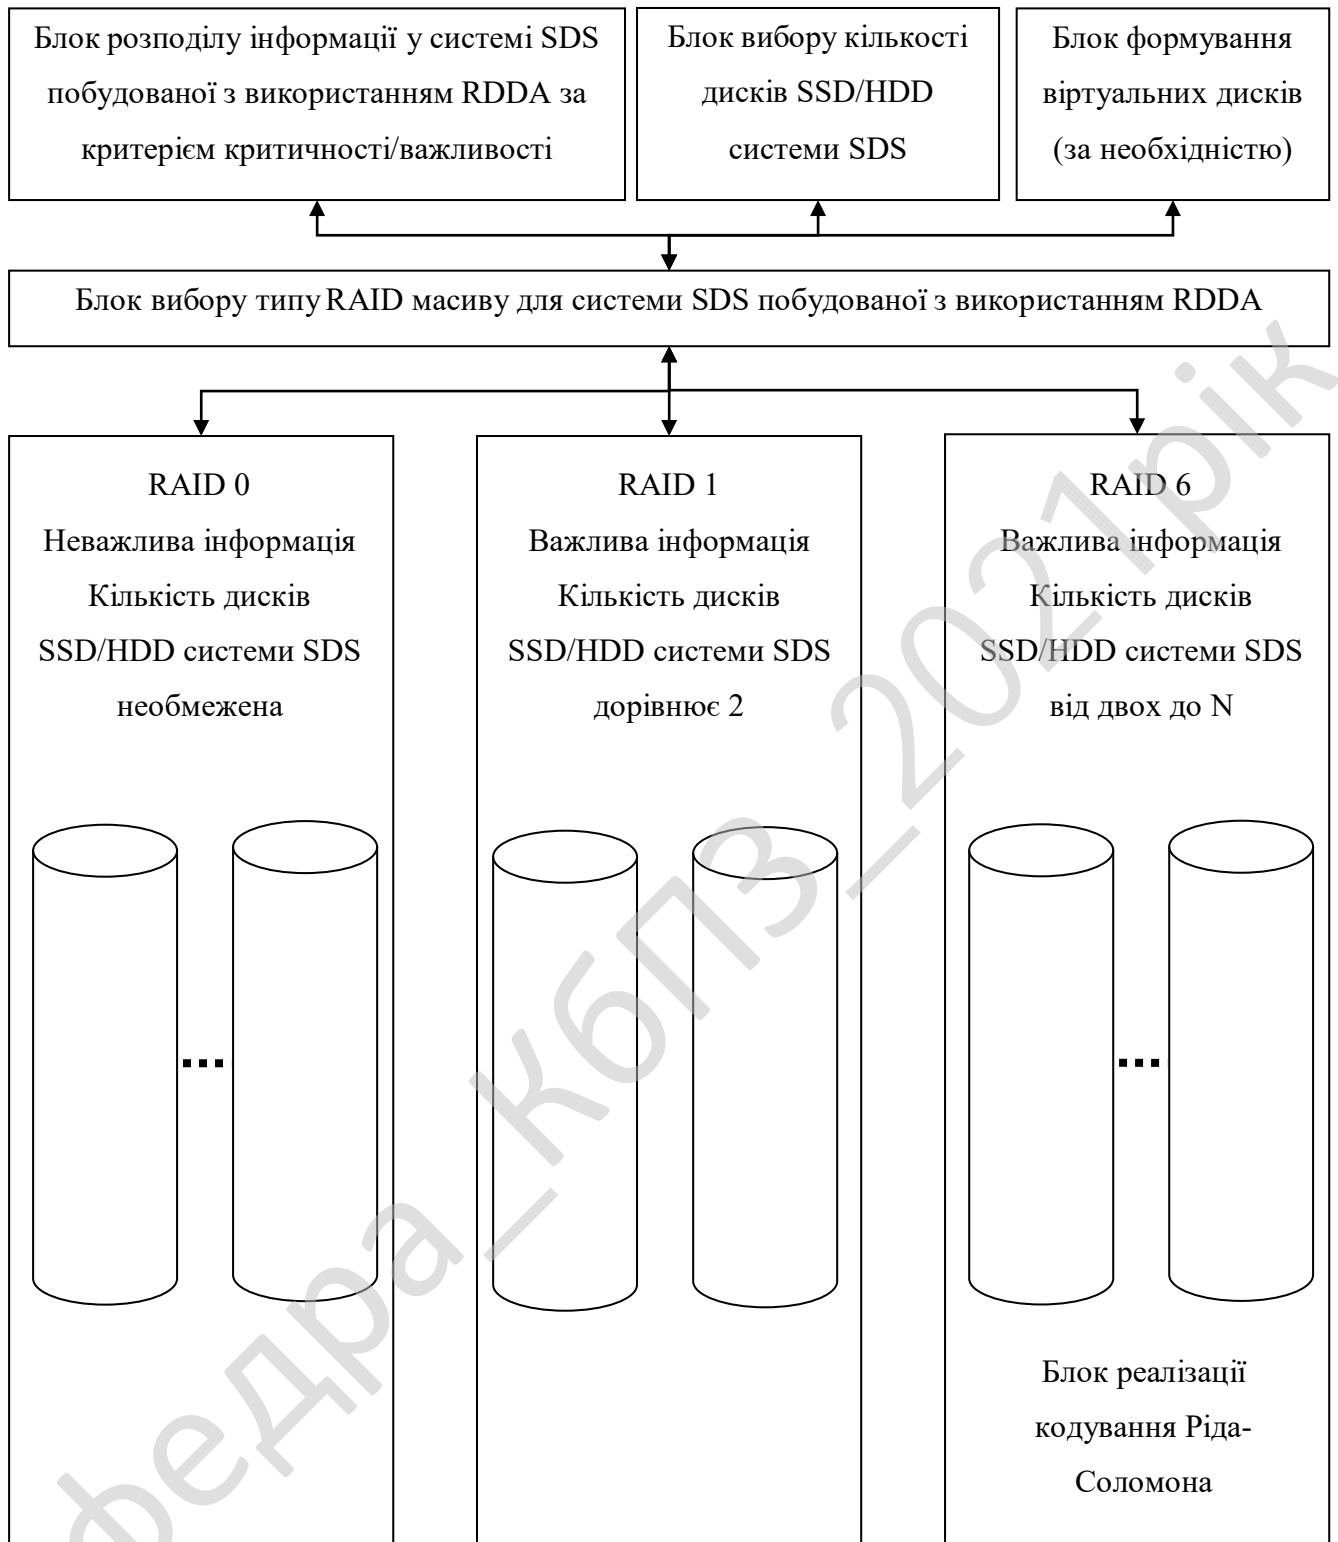 Блок розподілу інформації у системі SDS
побудованої з використанням RDDA за
критерієм критичності/важливості
Блок вибору кількості
дисків SSD/HDD
системи SDS
Блок формування
віртуальних дисків
(за необхідністю)
Блок вибору типу RAID масиву для системи SDS побудованої з використанням RDDA
RAID 0
Неважлива інформація
Кількість дисків
SSD/HDD системи SDS
необмежена
RAID 1
Важлива інформація
Кількість дисків
SSD/HDD системи SDS
дорівнює 2
RAID 6
Важлива інформація
Кількість дисків
SSD/HDD системи SDS
від двох до N
Блок реалізації
кодування Ріда-
Соломона
федра_КбПЗ_2021рік